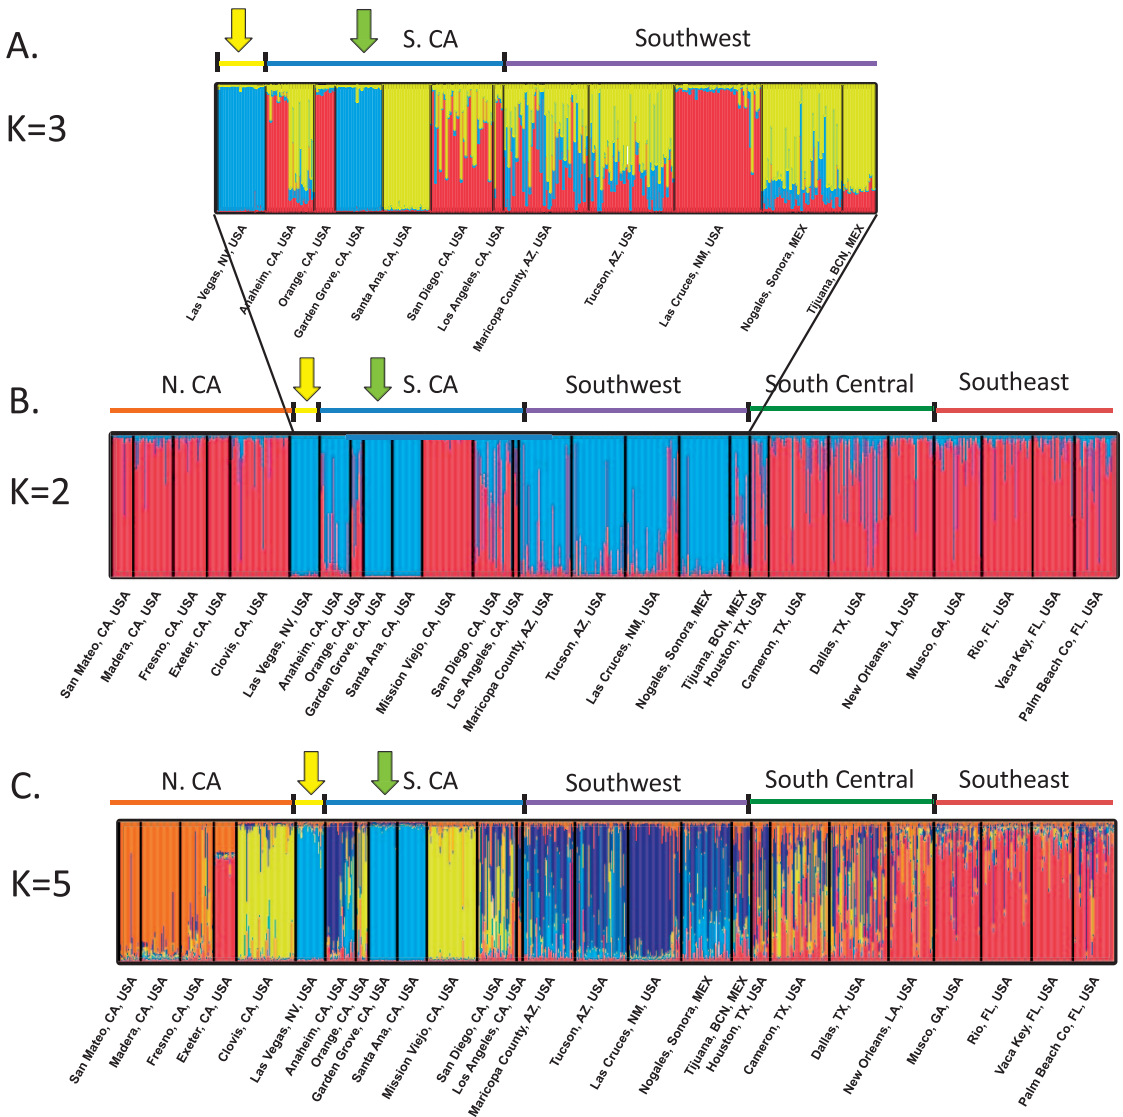 A.
S. CA
Southwest
K=3
Las Vegas, NV, USA
Anaheim, CA, USA
Orange, CA, USA
Garden Grove, CA, USA
Santa Ana, CA, USA
San Diego, CA, USA
Los Angeles, CA, USA
Maricopa County, AZ, USA
Tucson, AZ, USA
Las Cruces, NM, USA
Nogales, Sonora, MEX
Tijuana, BCN, MEX
B.
N. CA
S. CA
Southwest
South Central
Southeast
K=2
San Mateo, CA, USA
Madera, CA, USA
Fresno, CA, USA
Exeter, CA, USA
Clovis, CA, USA
Las Vegas, NV, USA
Anaheim, CA, USA
Orange, CA, USA
Garden Grove, CA, USA
Santa Ana, CA, USA
Mission Viejo, CA, USA
San Diego, CA, USA
Los Angeles, CA, USA
Maricopa County, AZ, USA
Tucson, AZ, USA
Las Cruces, NM, USA
Nogales, Sonora, MEX
Tijuana, BCN, MEX
Houston, TX, USA
Cameron, TX, USA
Dallas, TX, USA
New Orleans, LA, USA
Musco, GA, USA
Rio, FL, USA
Vaca Key, FL, USA
Palm Beach Co, FL, USA
C.
N. CA
S. CA
Southwest
South Central
Southeast
K=5
San Mateo, CA, USA
Madera, CA, USA
Fresno, CA, USA
Exeter, CA, USA
Clovis, CA, USA
Las Vegas, NV, USA
Anaheim, CA, USA
Orange, CA, USA
Garden Grove, CA, USA
Santa Ana, CA, USA
Mission Viejo, CA, USA
San Diego, CA, USA
Los Angeles, CA, USA
Maricopa County, AZ, USA
Tucson, AZ, USA
Las Cruces, NM, USA
Nogales, Sonora, MEX
Tijuana, BCN, MEX
Houston, TX, USA
Cameron, TX, USA
Dallas, TX, USA
New Orleans, LA, USA
Musco, GA, USA
Rio, FL, USA
Vaca Key, FL, USA
Palm Beach Co, FL, USA